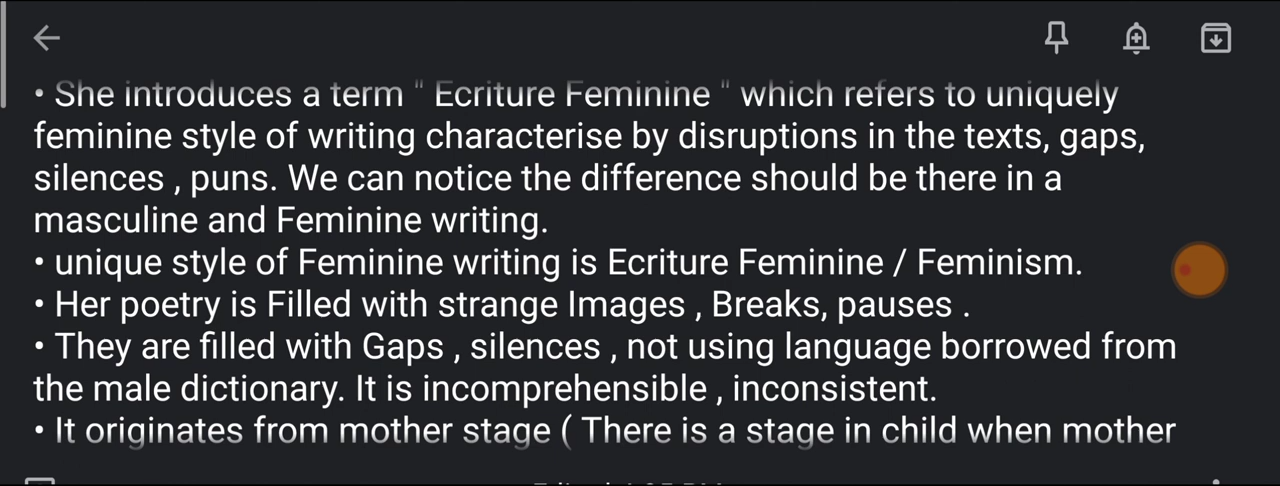 • She introduces a term " Ecriture Feminine " which refers to uniquely
feminine style of writing characterise by disruptions in the texts, gaps,
silences , puns. We can notice the difference should be there in a
masculine and Feminine writing.
• unique style of Feminine writing is Ecriture Feminine / Feminism.
• Her poetry is Filled with strange Images , Breaks, pauses .
• They are filled with Gaps , silences , not using language borrowed from
the male dictionary. It is incomprehensible , inconsistent.
• It originates from mother stage ( There is a stage in child when mother